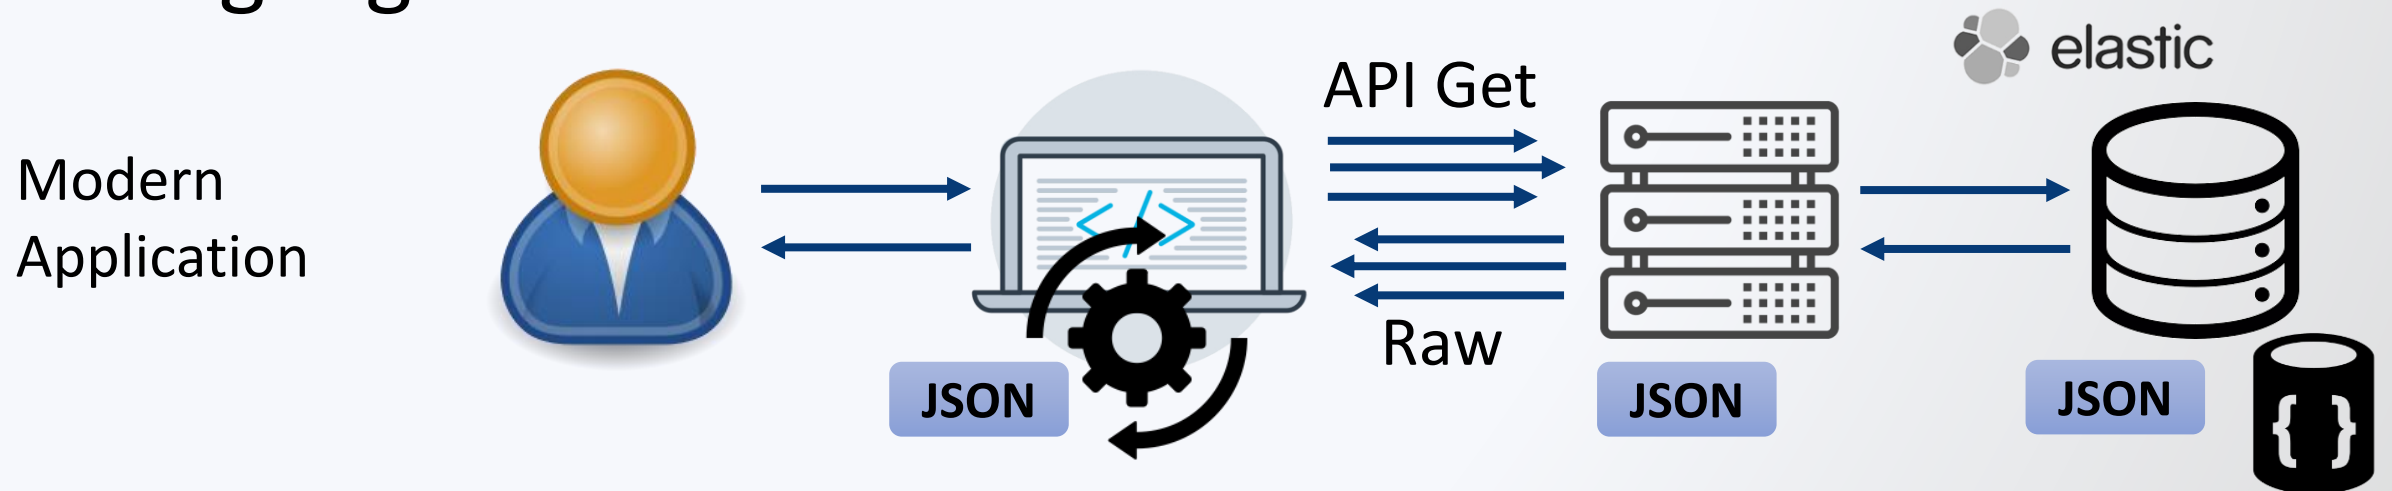 elastic
API Get
Modern
Application
Raw
JSON
JSON
JSON
{ }